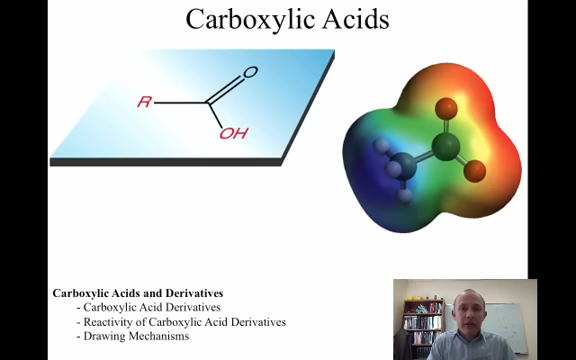 Carboxylic Acids
O
R
OH
Carboxylic Acids and Derivatives
- Carboxylic Acid Derivatives
- Reactivity of Carboxylic Acid Derivatives
- Drawing Mechanisms